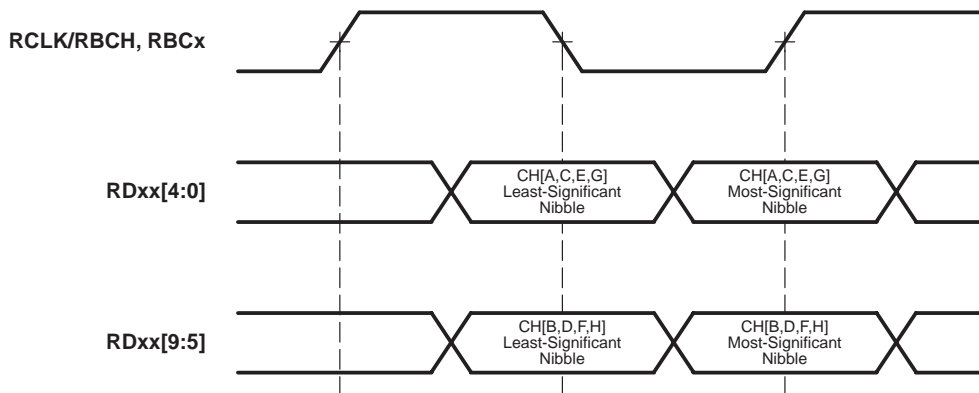 RCLK/RBCH, RBCx
RDxx[4:0]
CH[A,C,E,G]
Least-Significant
Nibble
CH[A,C,E,G]
Most-Significant
Nibble
RDxx[9:5]
CH[B,D,F,H]
Least-Significant
Nibble
CH[B,D,F,H]
Most-Significant
Nibble